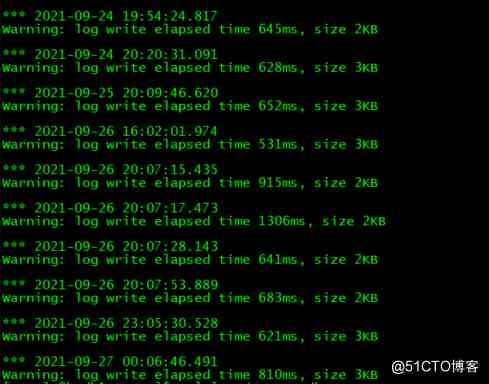 *** 2021-09-24 19:54:24.817
Warning: log write elapsed time 645ms, size 2KB
*** 2021-09-24 20:20:31.091
Warning: log write elapsed time 628ms, size 3KB
*** 2021-09-25 20:09:46.620
Warning: log write elapsed time 652ms, size 3KB
*** 2021-09-26 16:02:01.974
Warning: log write elapsed time 531ms, size 3KB
*** 2021-09-26 20:07:15.435
Warning: log write elapsed time 915ms, size 2KB
*** 2021-09-26 20:07:17.473
Warning: log write elapsed time 1306ms, size 2KB
*** 2021-09-26 20:07:28.143
Warning: log write elapsed time 641ms, size 2KB
*** 2021-09-26 20:07:53.889
Warning: log write elapsed time 683ms, size 2KB
*** 2021-09-26 23:05:30.528
Warning: log write elapsed time 621ms, size 3KB
*** 2021-09-27 00:06:46.491
Warning: log write elapsed time 810ms, size 3KB
@51CTO博客